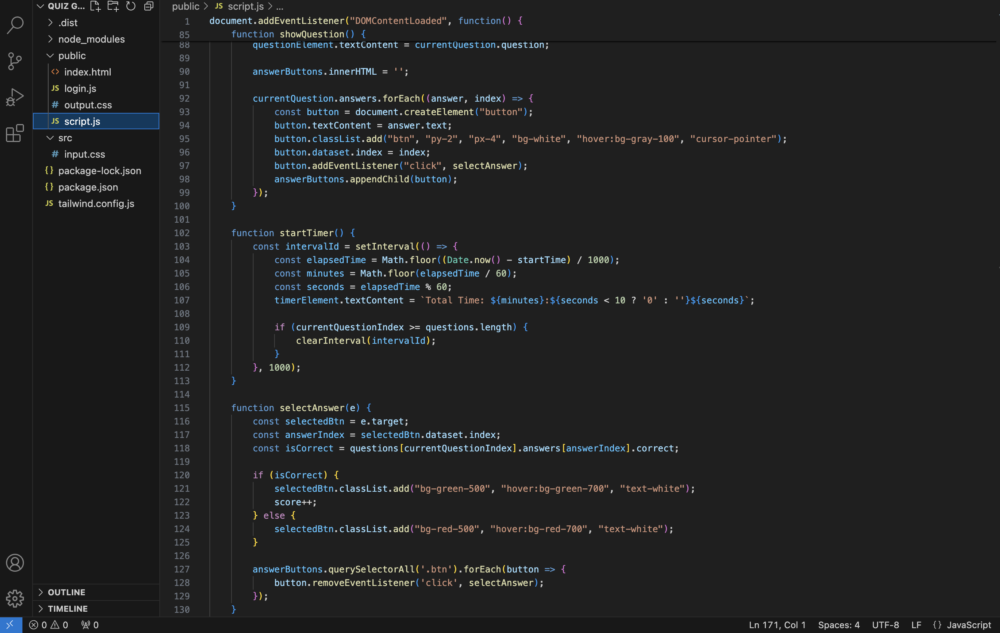 QUIZ G...
.dist
node_modules
public
<> index.html
JS login.js
# output.css
JS script.js
src
# input.css
{} package-lock.json
{} package.json
JS tailwind.config.js
OUTLINE
TIMELINE
public > JS script.js > ...
1 document.addEventListener("DOMContentLoaded", function() {
85     function showQuestion() {
88         questionElement.textContent = currentQuestion.question;
89
90         answerButtons.innerHTML = '';
91
92         currentQuestion.answers.forEach((answer, index) => {
93             const button = document.createElement("button");
94             button.textContent = answer.text;
95             button.classList.add("btn", "py-2", "px-4", "bg-white", "hover:bg-gray-100", "cursor-pointer");
96             button.dataset.index = index;
97             button.addEventListener("click", selectAnswer);
98             answerButtons.appendChild(button);
99         });
100     }
101
102     function startTimer() {
103         const intervalId = setInterval(() => {
104             const elapsedTime = Math.floor((Date.now() - startTime) / 1000);
105             const minutes = Math.floor(elapsedTime / 60);
106             const seconds = elapsedTime % 60;
107             timerElement.textContent = `Total Time: ${minutes}:${seconds < 10 ? '0' : ''}${seconds}`;
108
109             if (currentQuestionIndex >= questions.length) {
110                 clearInterval(intervalId);
111             }
112         }, 1000);
113     }
114
115     function selectAnswer(e) {
116         const selectedBtn = e.target;
117         const answerIndex = selectedBtn.dataset.index;
118         const isCorrect = questions[currentQuestionIndex].answers[answerIndex].correct;
119
120         if (isCorrect) {
121             selectedBtn.classList.add("bg-green-500", "hover:bg-green-700", "text-white");
122             score++;
123         } else {
124             selectedBtn.classList.add("bg-red-500", "hover:bg-red-700", "text-white");
125         }
126
127         answerButtons.querySelectorAll('.btn').forEach(button => {
128             button.removeEventListener('click', selectAnswer);
129         });
130     }
0 0 0
Ln 171, Col 1 Spaces: 4 UTF-8 LF {} JavaScript